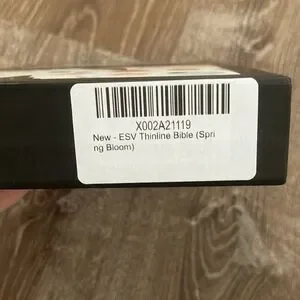 X002A21119
New - ESV Thinline Bible (Spri
ng Bloom)